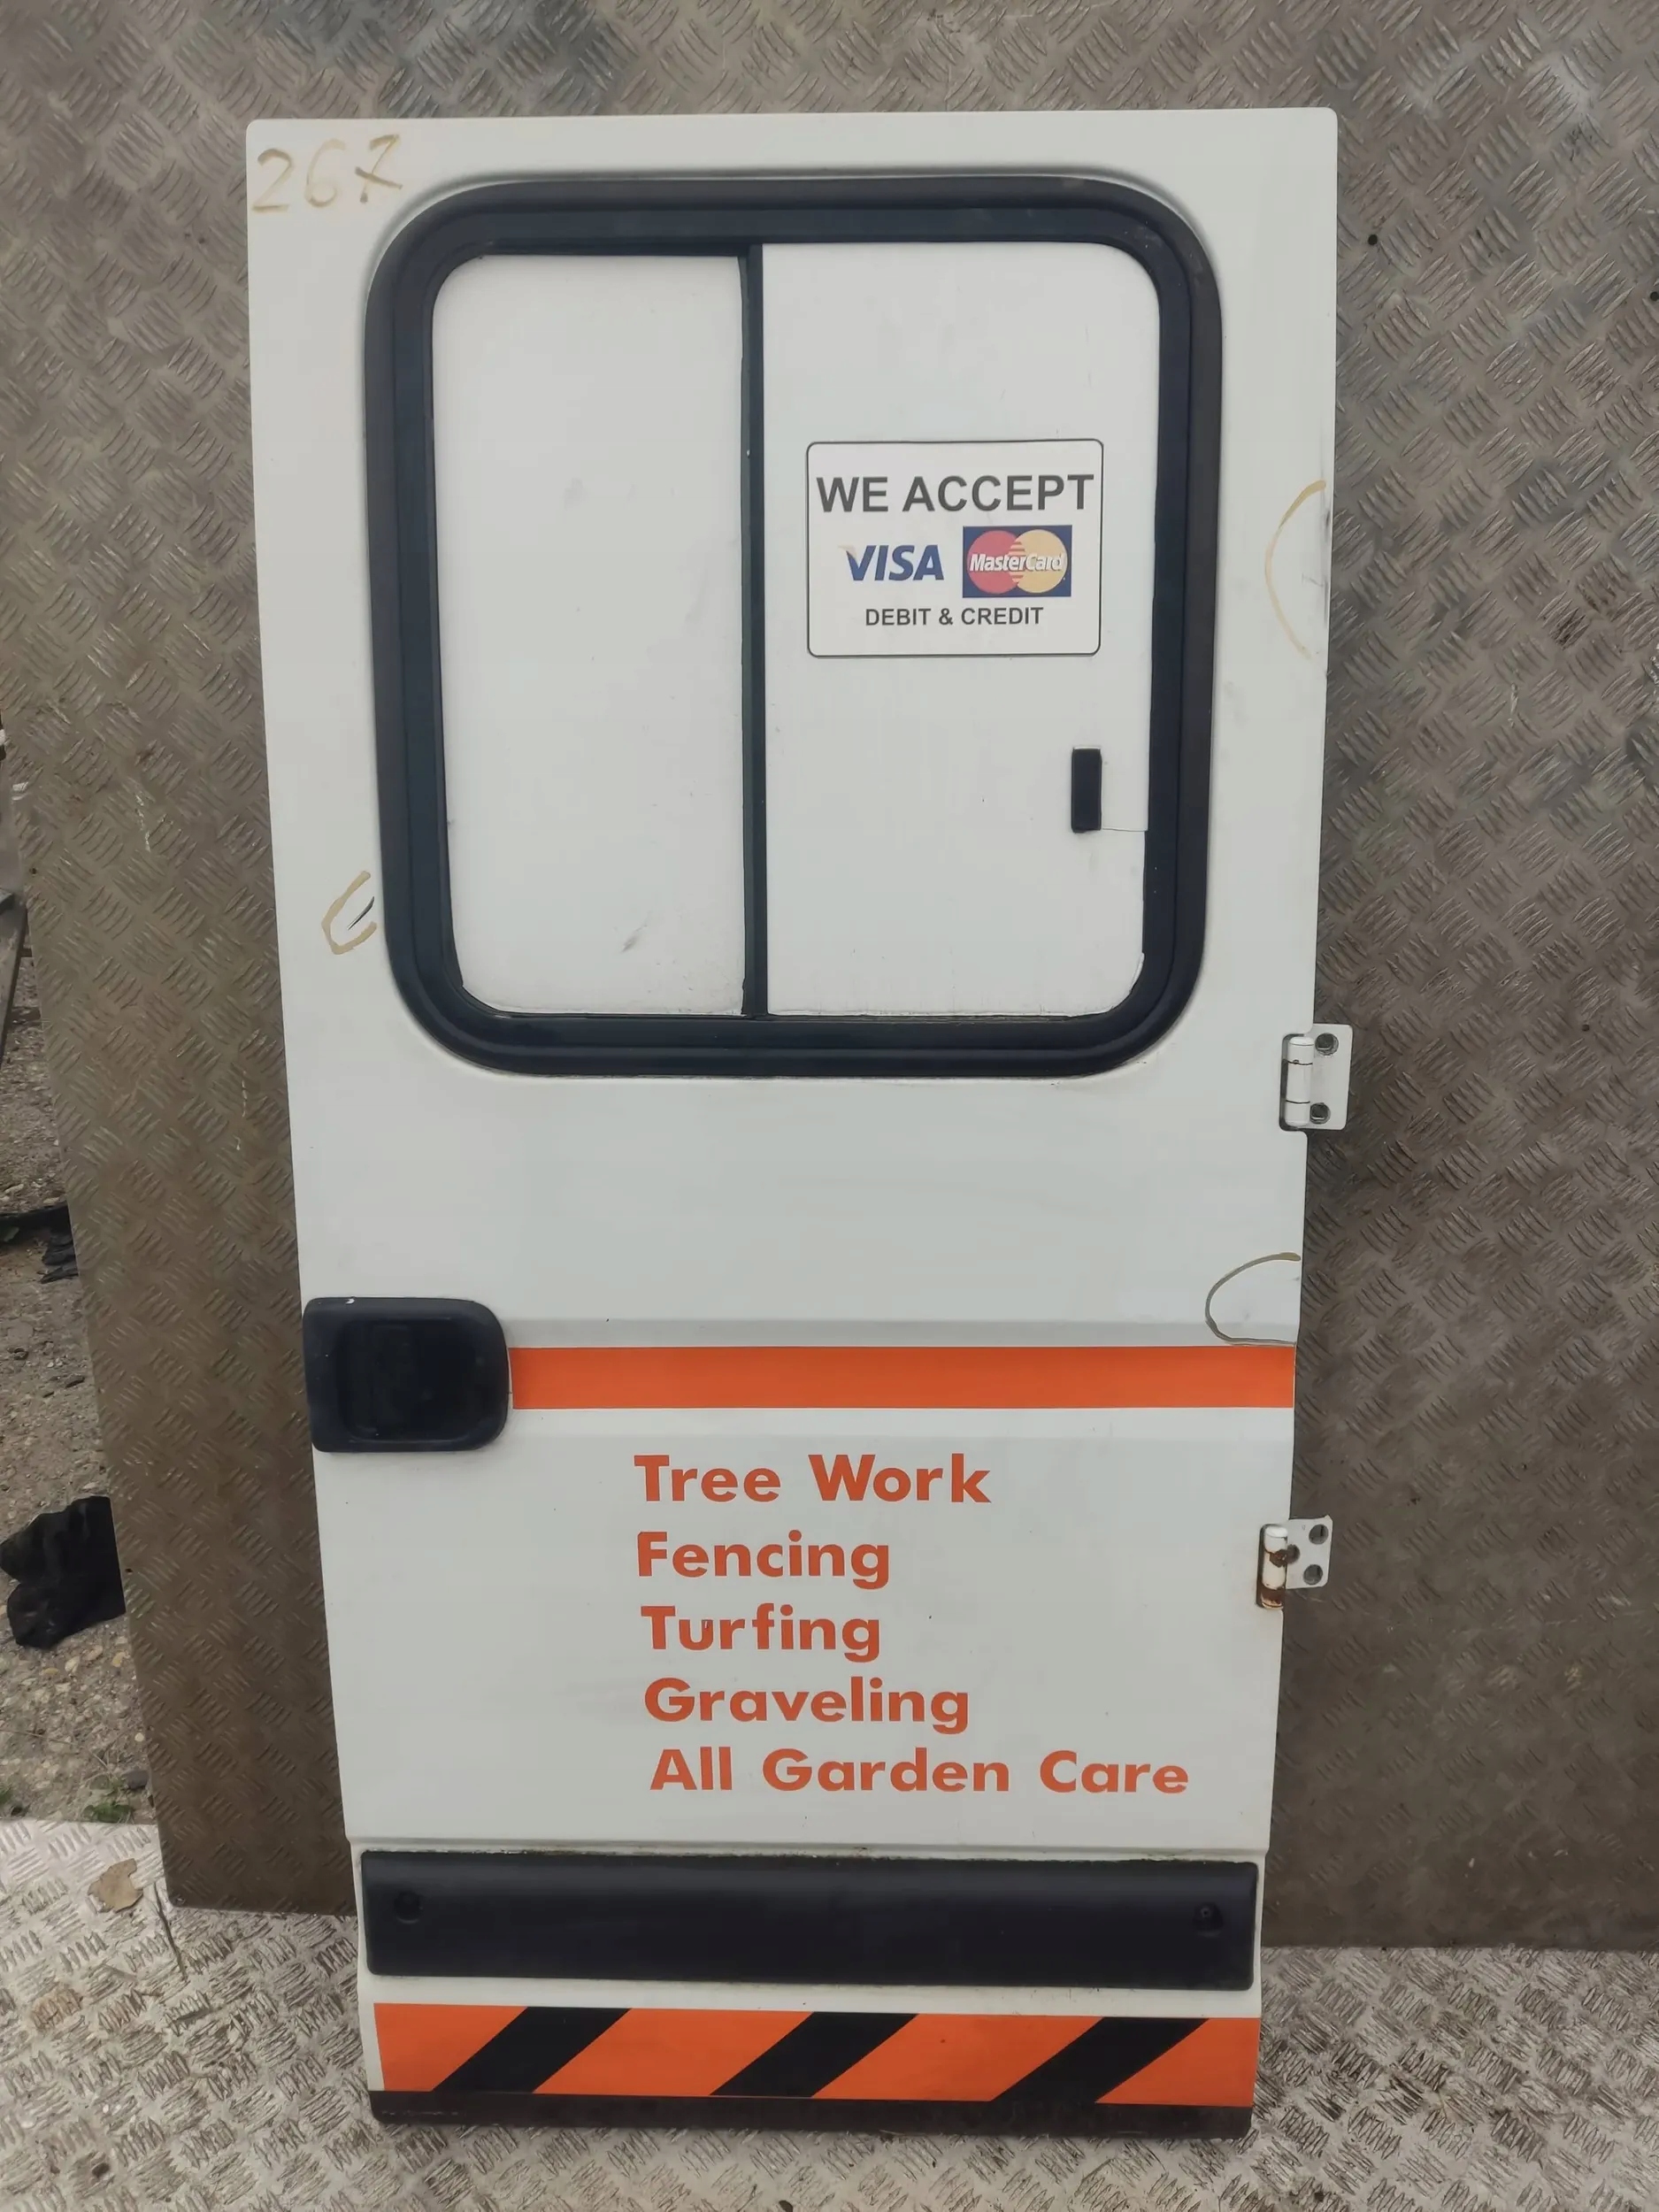 267
WE ACCEPT
VISA MasterCard
DEBIT & CREDIT
Tree Work
Fencing
Turfing
Graveling
All Garden Care